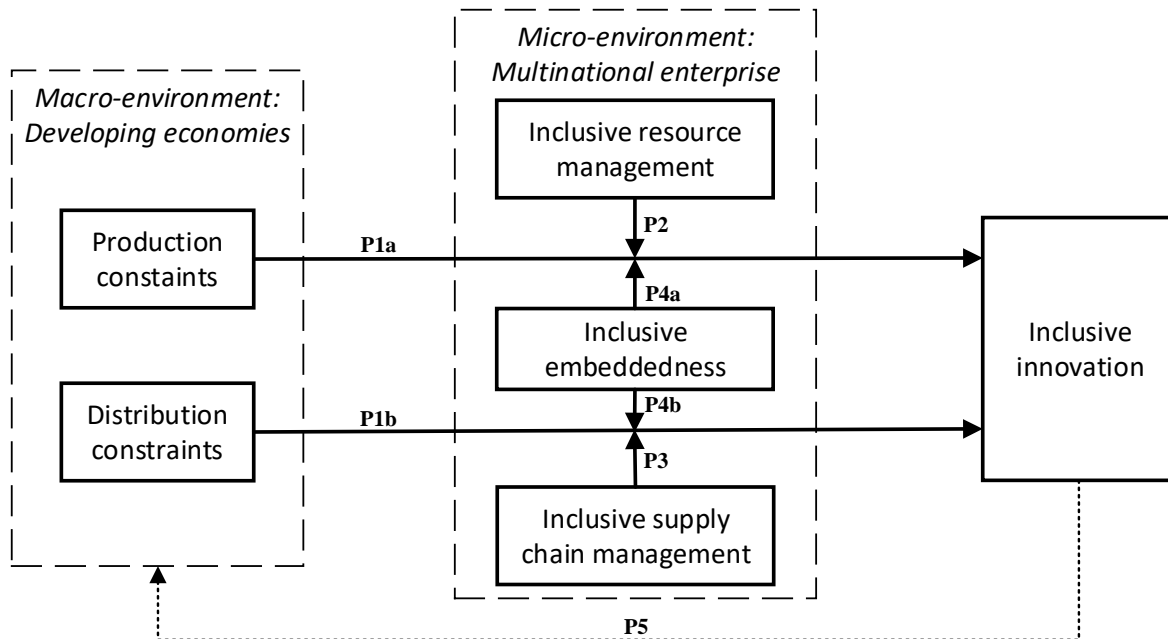 Macro-environment:
Developing economies
Production
constaints
Distribution
constraints
P1a
P1b
Micro-environment:
Multinational enterprise
Inclusive resource
management
P2
P4a
Inclusive
embeddedness
P4b
P3
Inclusive supply
chain management
Inclusive
innovation
P5